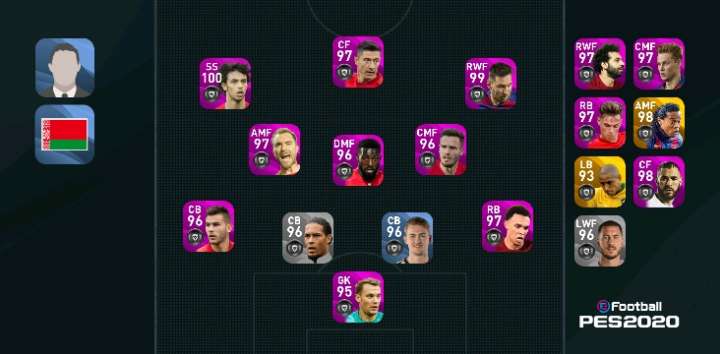 CF
97
SS
100
RWF
99
AMF
97
DMF
96
CMF
96
CB
96
CB
96
CB
96
RB
97
GK
95
RWF
97
CMF
97
RB
97
AMF
98
LB
93
CF
98
LWF
96
eFootball
PES2020